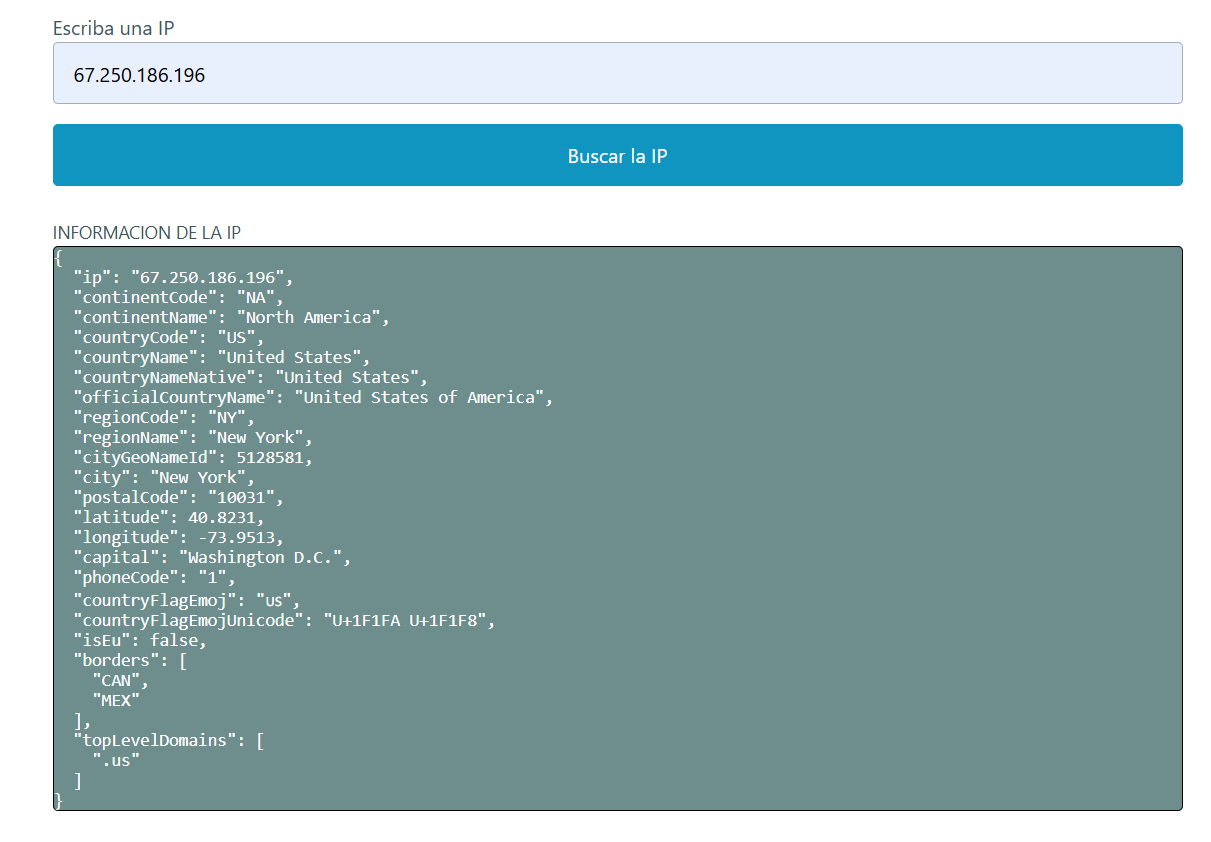 Escriba una IP
67.250.186.196
Buscar la IP
INFORMACION DE LA IP
{
  "ip": "67.250.186.196",
  "continentCode": "NA",
  "continentName": "North America",
  "countryCode": "US",
  "countryName": "United States",
  "countryNameNative": "United States",
  "officialCountryName": "United States of America",
  "regionCode": "NY",
  "regionName": "New York",
  "cityGeoNameId": 5128581,
  "city": "New York",
  "postalCode": "10031",
  "latitude": 40.8231,
  "longitude": -73.9513,
  "capital": "Washington D.C.",
  "phoneCode": "1",
  "countryFlagEmoj": "🇺🇸",
  "countryFlagEmojUnicode": "U+1F1FA U+1F1F8",
  "isEu": false,
  "borders": [
    "CAN",
    "MEX"
  ],
  "topLevelDomains": [
    ".us"
  ]
}